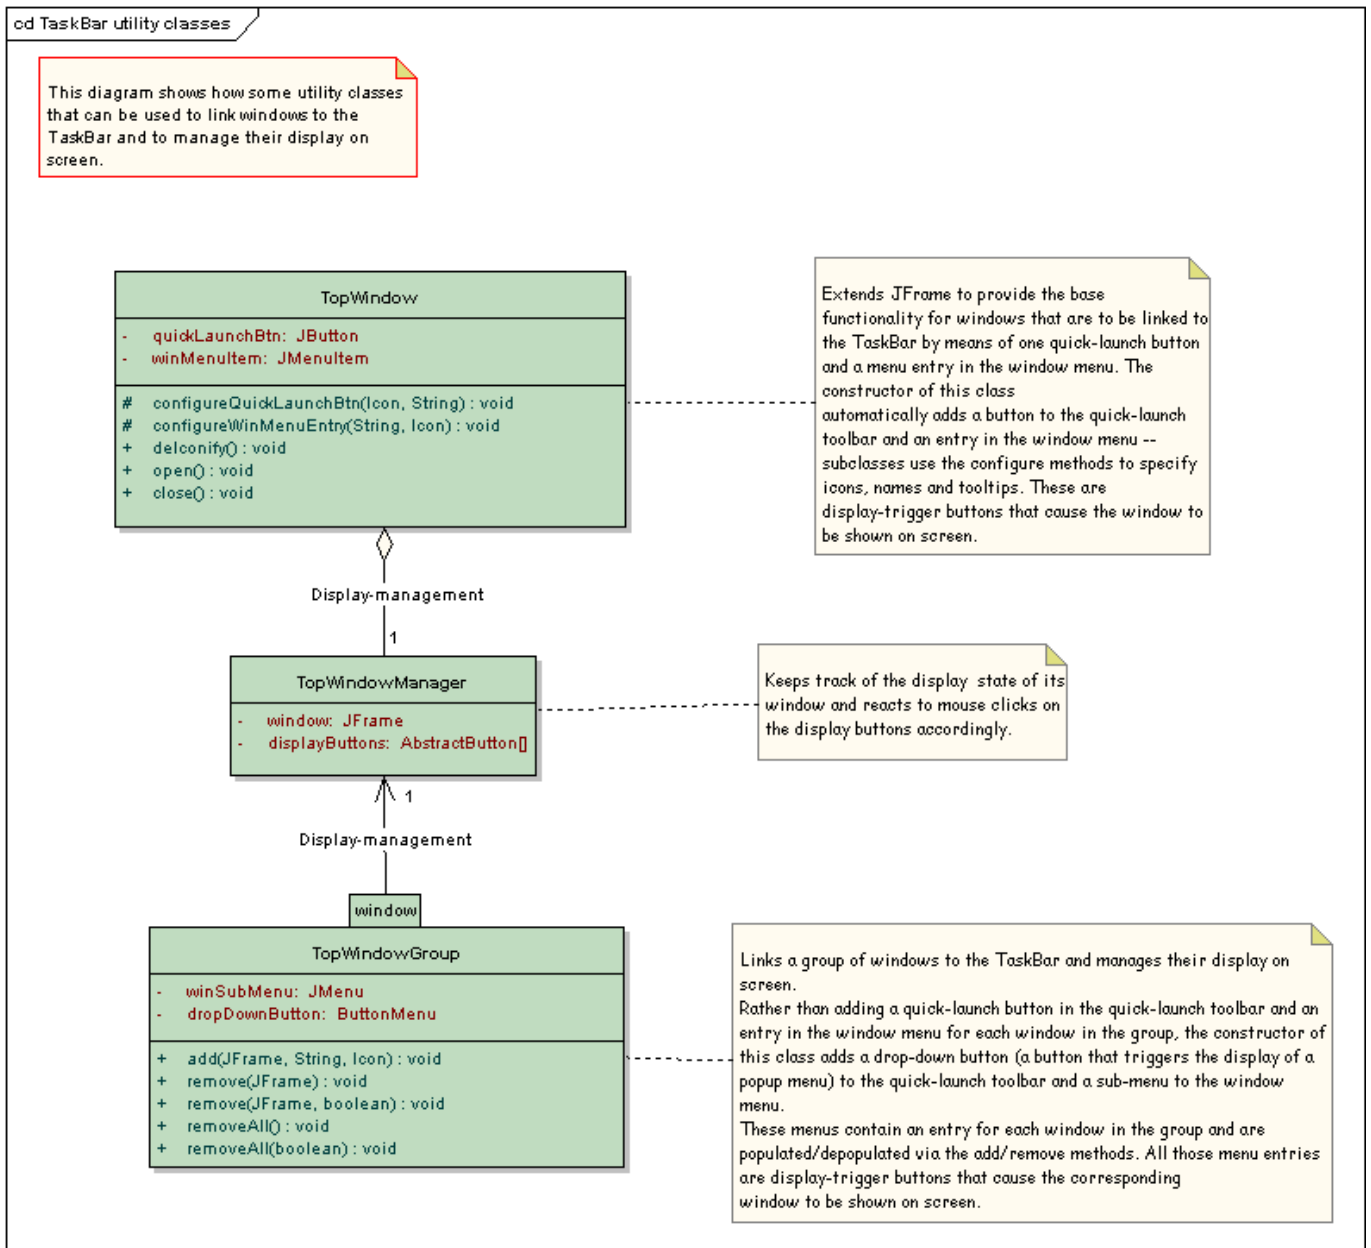 cd TaskBar utility classes
This diagram shows how some utility classes
that can be used to link windows to the
TaskBar and to manage their display on
screen.
TopWindow
- quickLaunchBtn: JButton
- winMenuItem: JMenuItem
# configureQuickLaunchBtn(Icon, String) : void
# configureWinMenuEntry(String, Icon) : void
+ deIconify() : void
+ open() : void
+ close() : void
Extends JFrame to provide the base
functionality for windows that are to be linked to
the TaskBar by means of one quick-launch button
and a menu entry in the window menu. The
constructor of this class
automatically adds a button to the quick-launch
toolbar and an entry in the window menu --
subclasses use the configure methods to specify
icons, names and tooltips. These are
display-trigger buttons that cause the window to
be shown on screen.
Display-management
1
TopWindowManager
- window: JFrame
- displayButtons: AbstractButton[]
Keeps track of the display state of its
window and reacts to mouse clicks on
the display buttons accordingly.
1
Display-management
window
TopWindowGroup
- winSubMenu: JMenu
- dropDownButton: ButtonMenu
+ add(JFrame, String, Icon) : void
+ remove(JFrame) : void
+ remove(JFrame, boolean) : void
+ removeAll() : void
+ removeAll(boolean) : void
Links a group of windows to the TaskBar and manages their display on
screen.
Rather than adding a quick-launch button in the quick-launch toolbar and an
entry in the window menu for each window in the group, the constructor of
this class adds a drop-down button (a button that triggers the display of a
popup menu) to the quick-launch toolbar and a sub-menu to the window
menu.
These menus contain an entry for each window in the group and are
populated/depopulated via the add/remove methods. All those menu entries
are display-trigger buttons that cause the corresponding
window to be shown on screen.